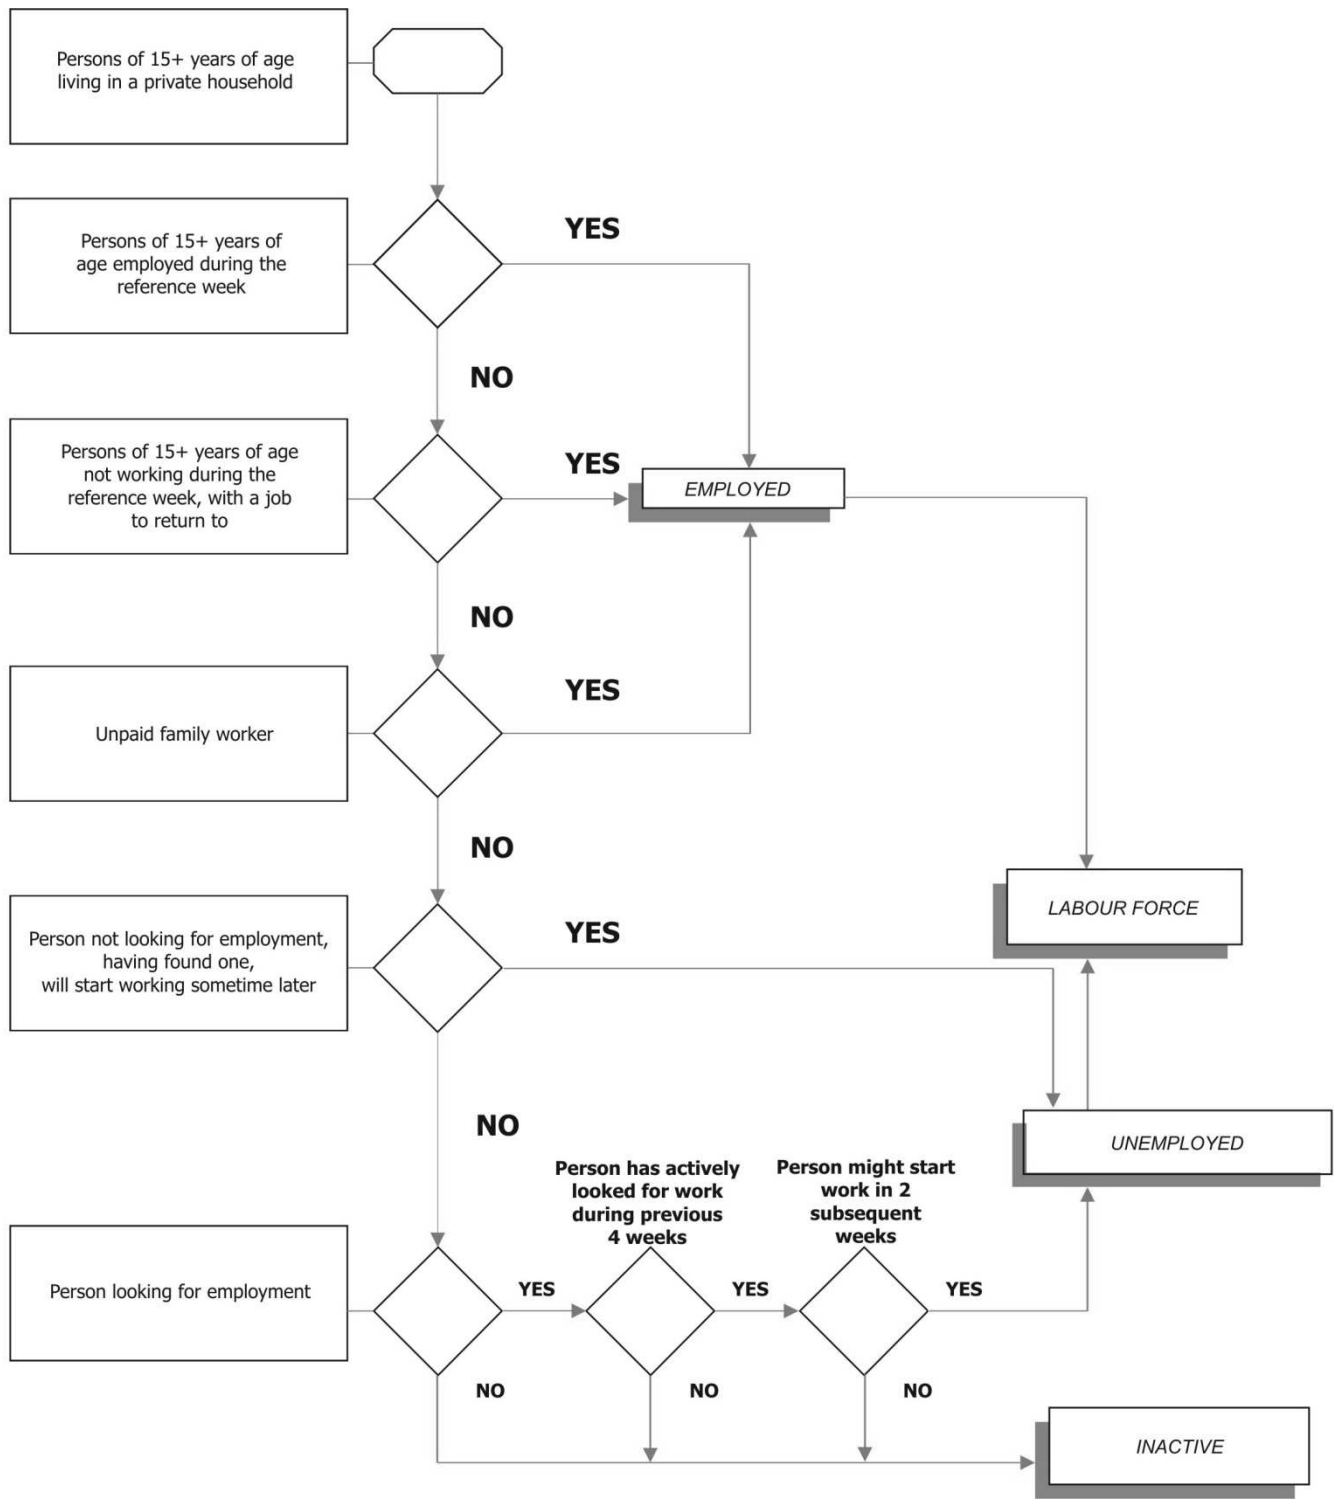 Persons of 15+ years of age
living in a private household
Persons of 15+ years of
age employed during the
reference week
YES
NO
Persons of 15+ years of age
not working during the
reference week, with a job
to return to
YES
EMPLOYED
NO
Unpaid family worker
YES
NO
Person not looking for employment,
having found one,
will start working sometime later
YES
LABOUR FORCE
NO
UNEMPLOYED
Person has actively
looked for work
during previous
4 weeks
Person might start
work in 2
subsequent
weeks
Person looking for employment
YES
YES
YES
NO
NO
NO
INACTIVE